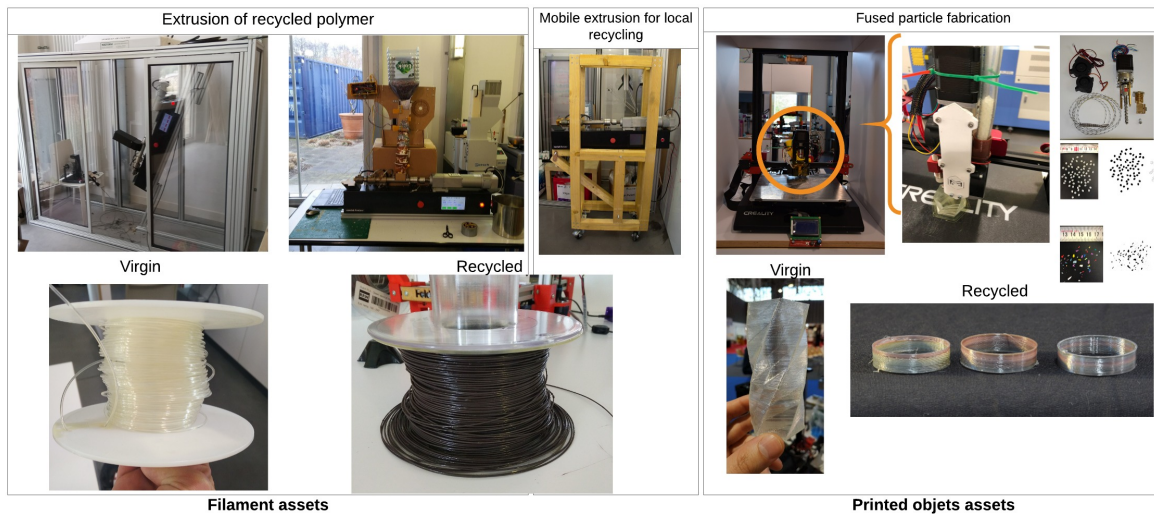 Extrusion of recycled polymer
Mobile extrusion for local
recycling
Fused particle fabrication
CREALITY
CREALITY
Virgin
Recycled
Virgin
Recycled
Filament assets
Printed objets assets